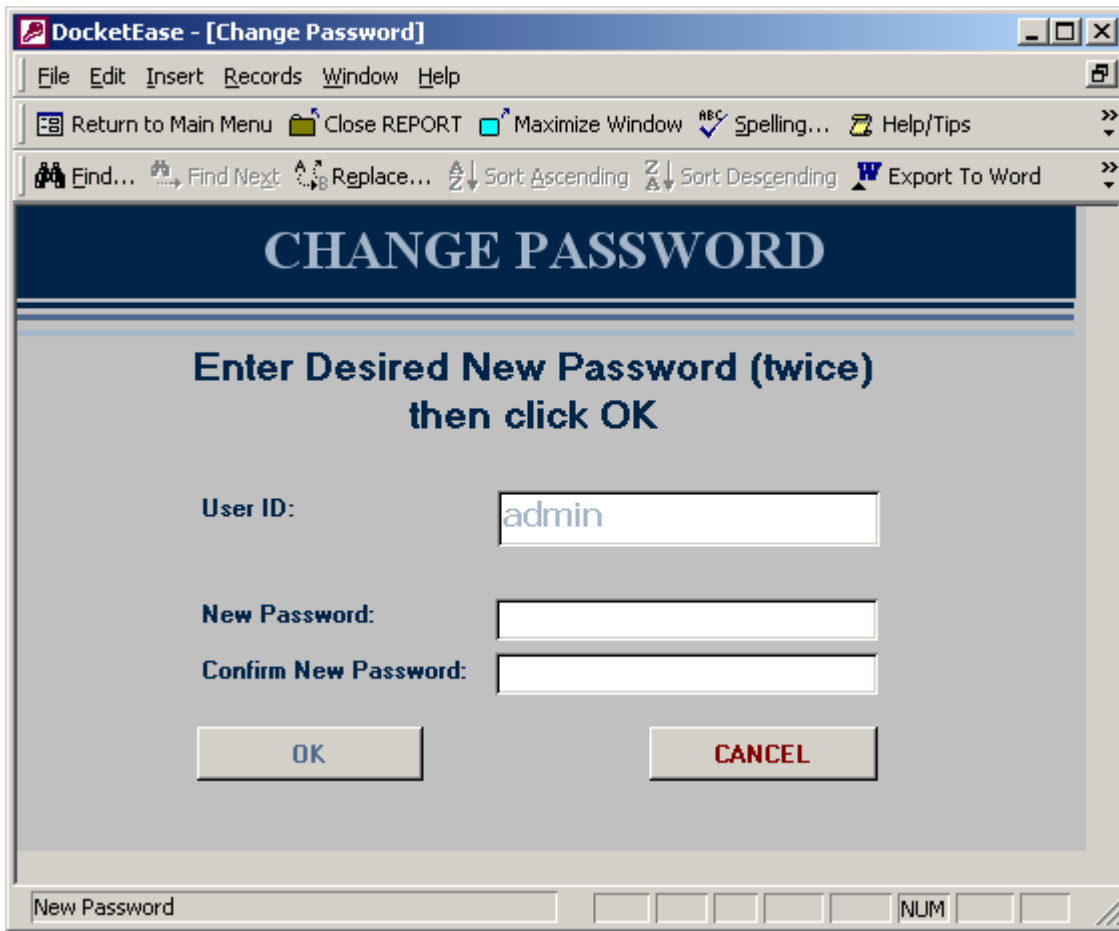 DocketEase - [Change Password]
File Edit Insert Records Window Help
Return to Main Menu Close REPORT Maximize Window ABC Spelling... Help/Tips
Find... Find Next A B Replace... A Z Sort Ascending Z A Sort Descending W Export To Word
CHANGE PASSWORD
Enter Desired New Password (twice)
then click OK
User ID: admin
New Password:
Confirm New Password:
OK CANCEL
New Password NUM